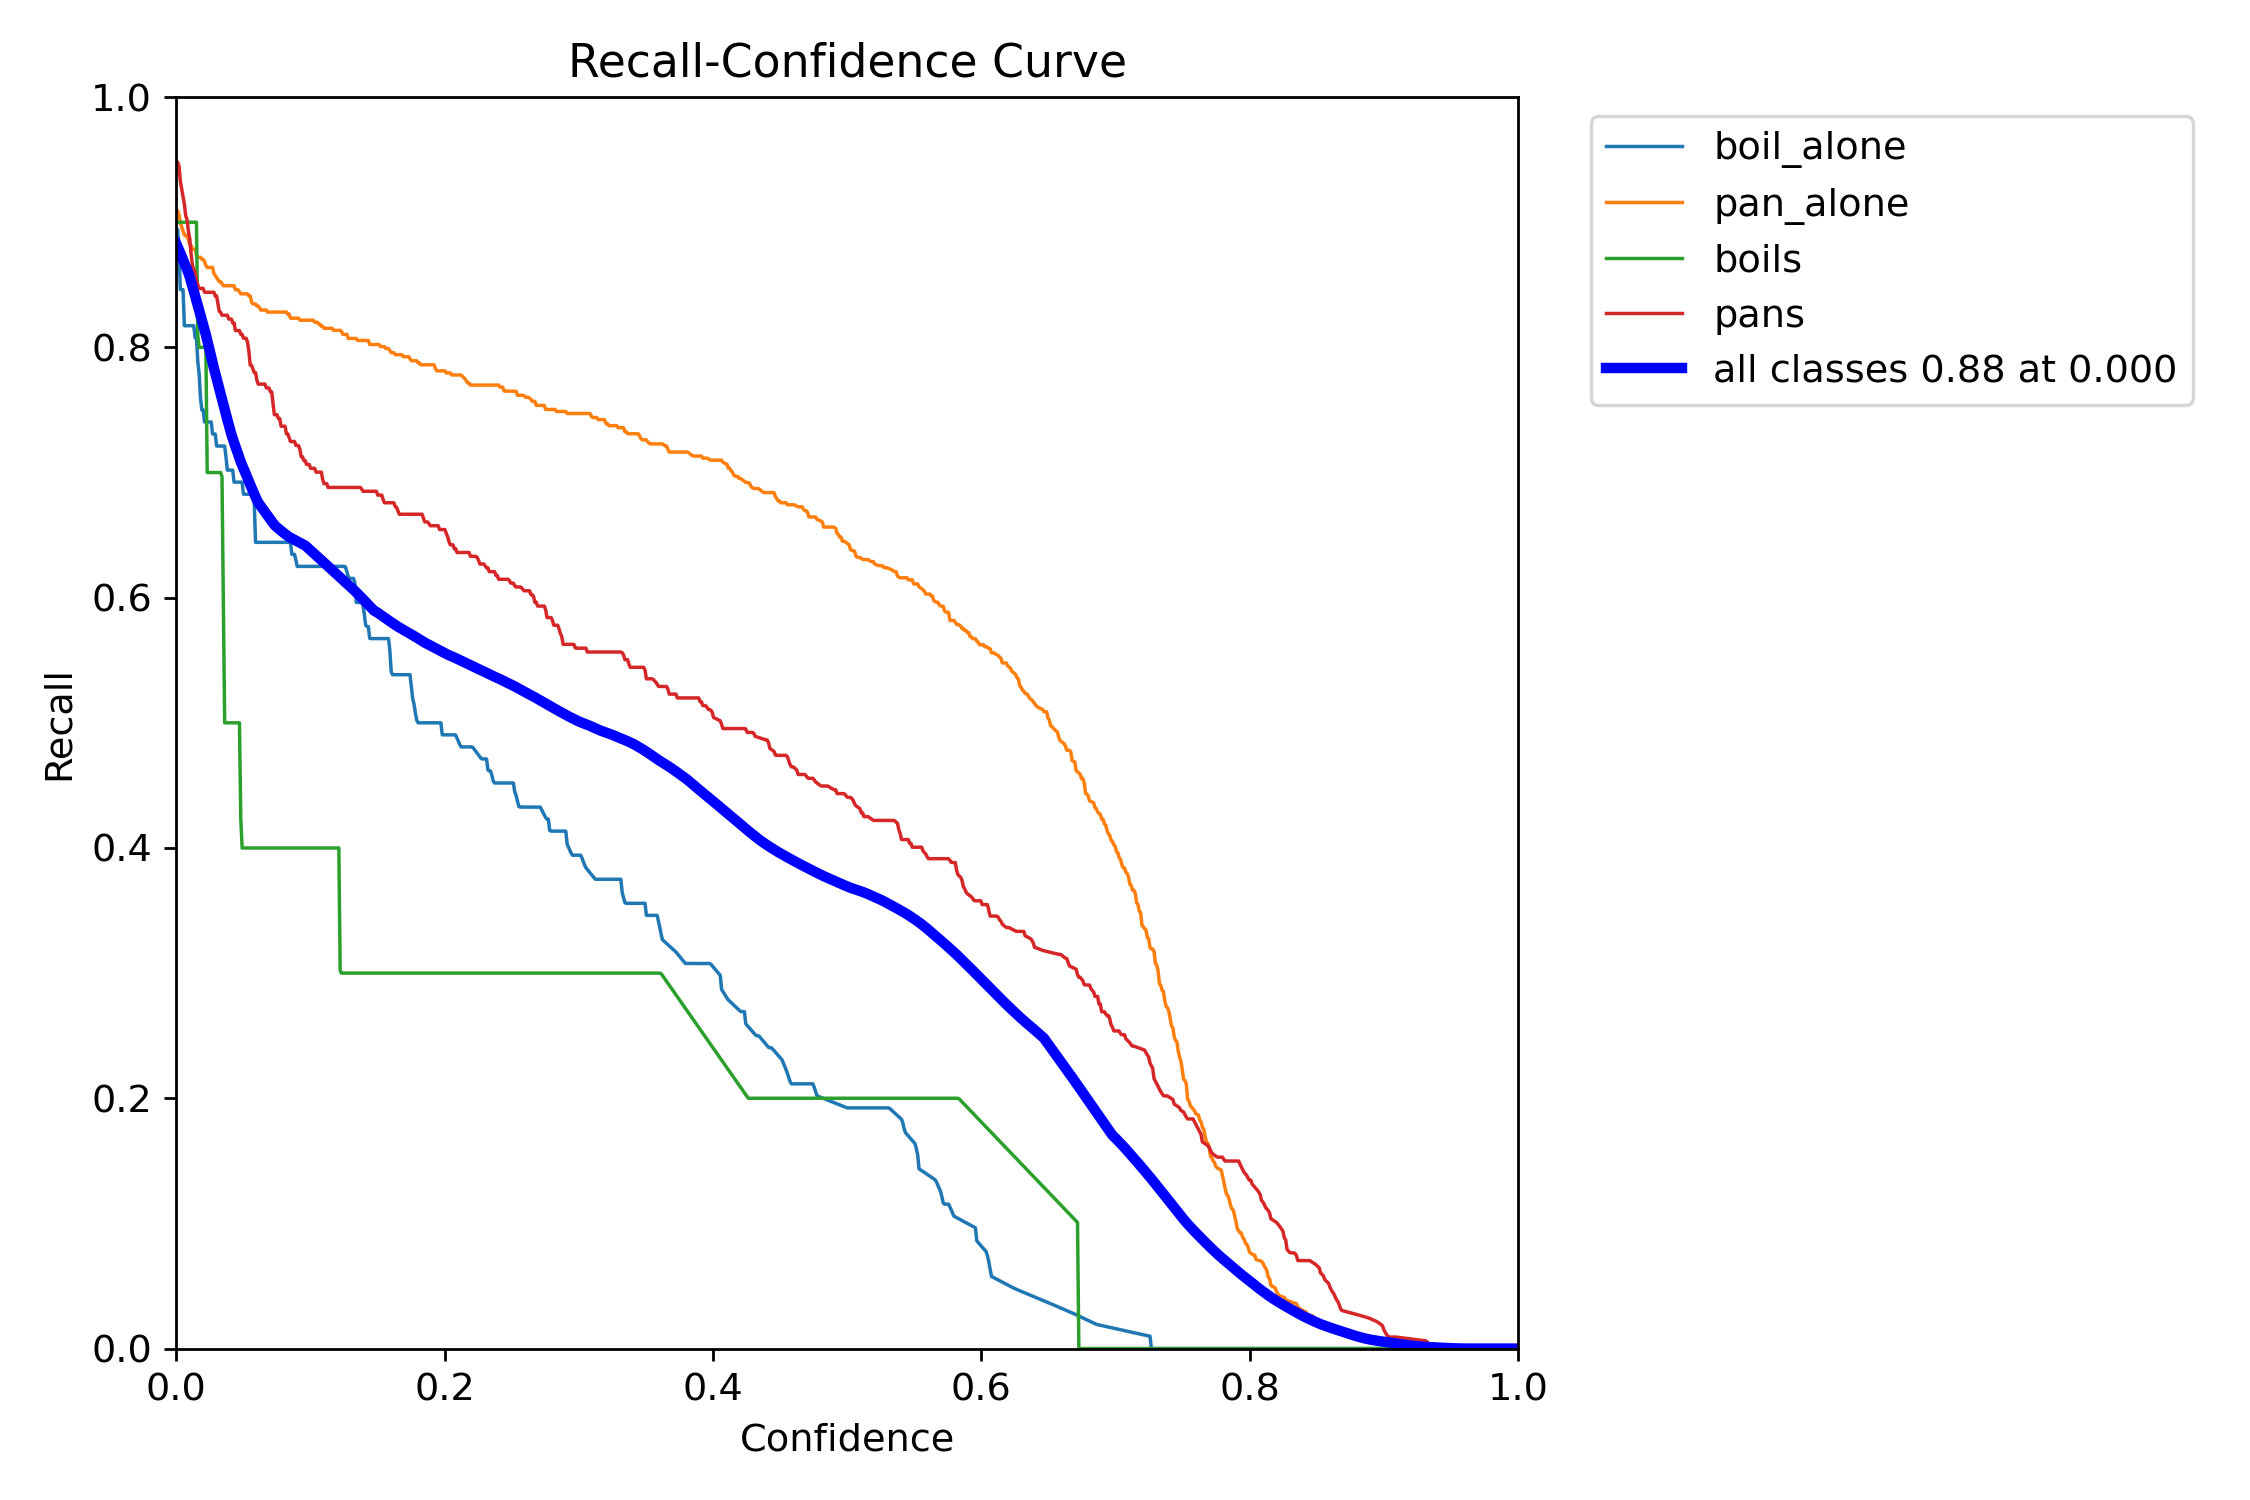 Recall-Confidence Curve
1.0
0.8
0.6
0.4
0.2
0.0
Recall
0.0 0.2 0.4 0.6 0.8 1.0
Confidence
boil_alone
pan_alone
boils
pans
all classes 0.88 at 0.000